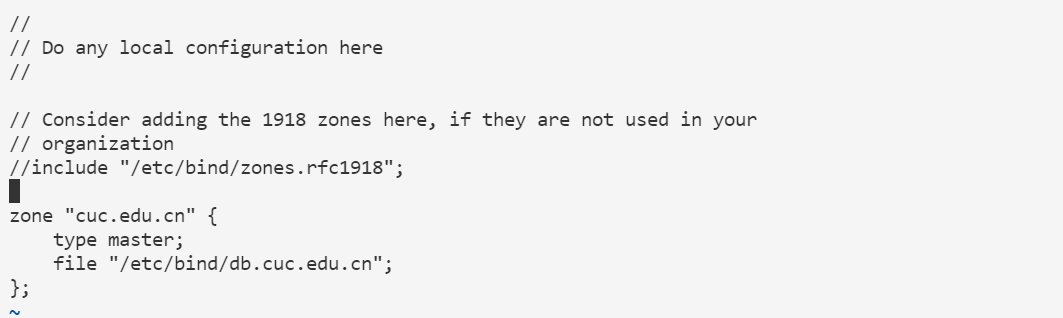 //
// Do any local configuration here
//
// Consider adding the 1918 zones here, if they are not used in your
// organization
//include "/etc/bind/zones.rfc1918";
zone "cuc.edu.cn" {
    type master;
    file "/etc/bind/db.cuc.edu.cn";
};
~